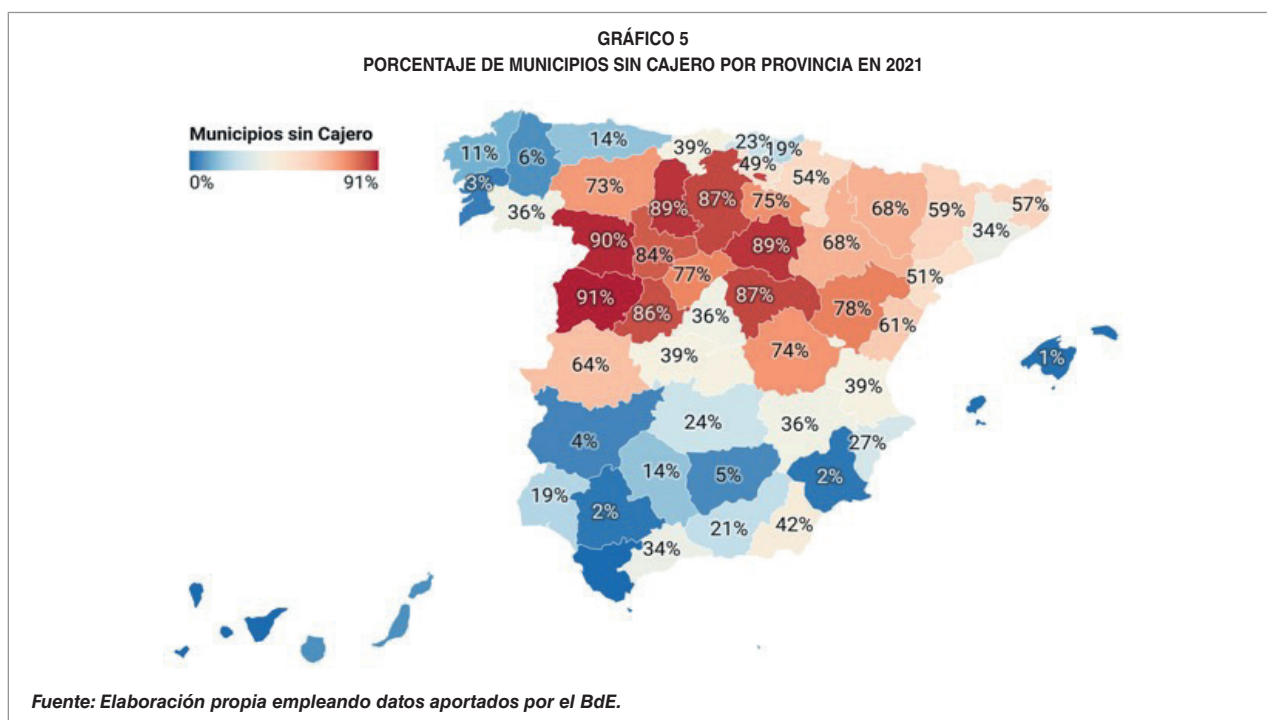 GRÁFICO 5
PORCENTAJE DE MUNICIPIOS SIN CAJERO POR PROVINCIA EN 2021
Municipios sin Cajero
0% 91%
11% 6% 14% 39% 23% 19%
3% 36% 73% 89% 87% 49% 54%
75% 68% 59% 57%
34%
90% 84% 89% 68%
77% 51%
91% 86% 36% 87% 78% 61%
64% 39% 74% 1%
39%
4% 24% 36% 27%
14% 5% 2%
19% 2% 21% 42%
34%
Fuente: Elaboración propia empleando datos aportados por el BdE.